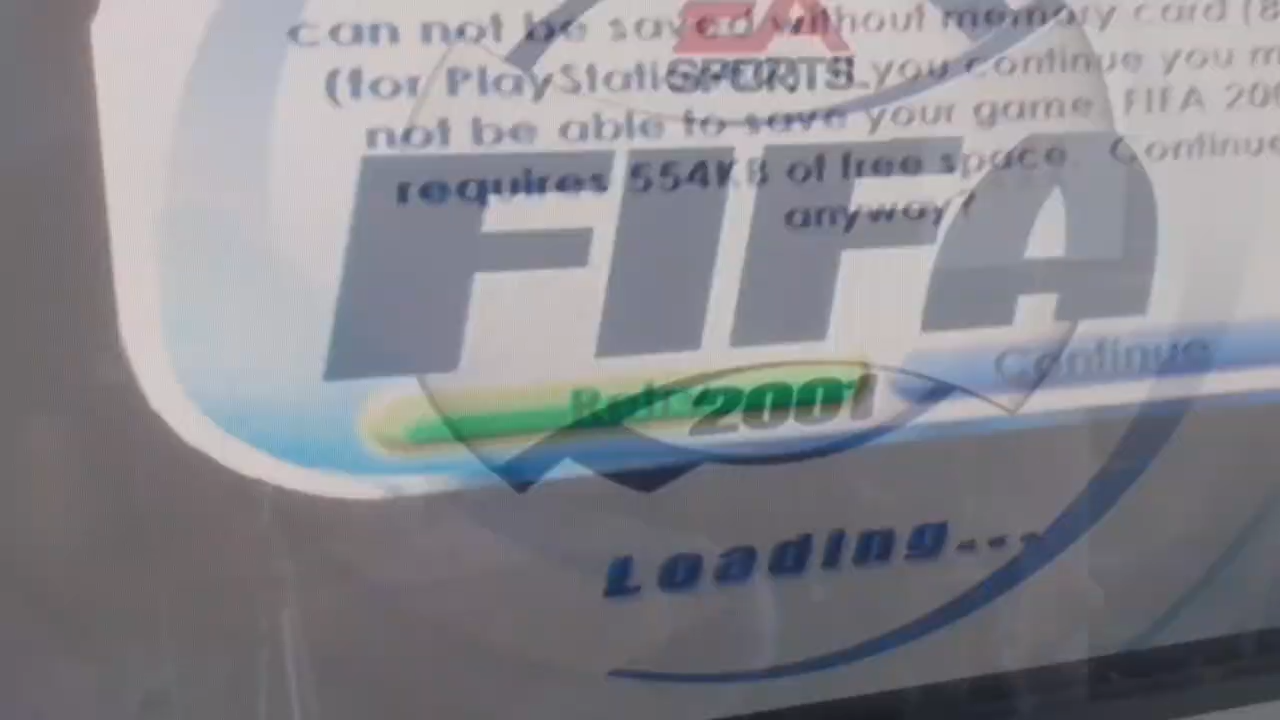 can not be saved without memory card (8
(for PlayStation you continue you m
not be able to save your game. FIFA 200
requires 554KB of free space. Continue
anyway?
EA
SPORTS
FIFA
2001
Continue
Loading...